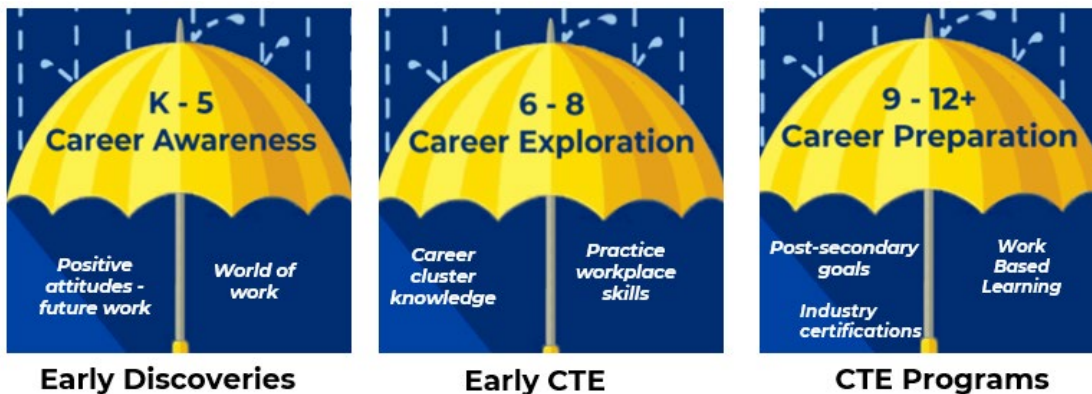 K - 5
Career Awareness
Positive
attitudes -
future work
World of
work
Early Discoveries
6 - 8
Career Exploration
Career
cluster
knowledge
Practice
workplace
skills
Early CTE
9 - 12+
Career Preparation
Post-secondary
goals
Industry
certifications
Work
Based
Learning
CTE Programs